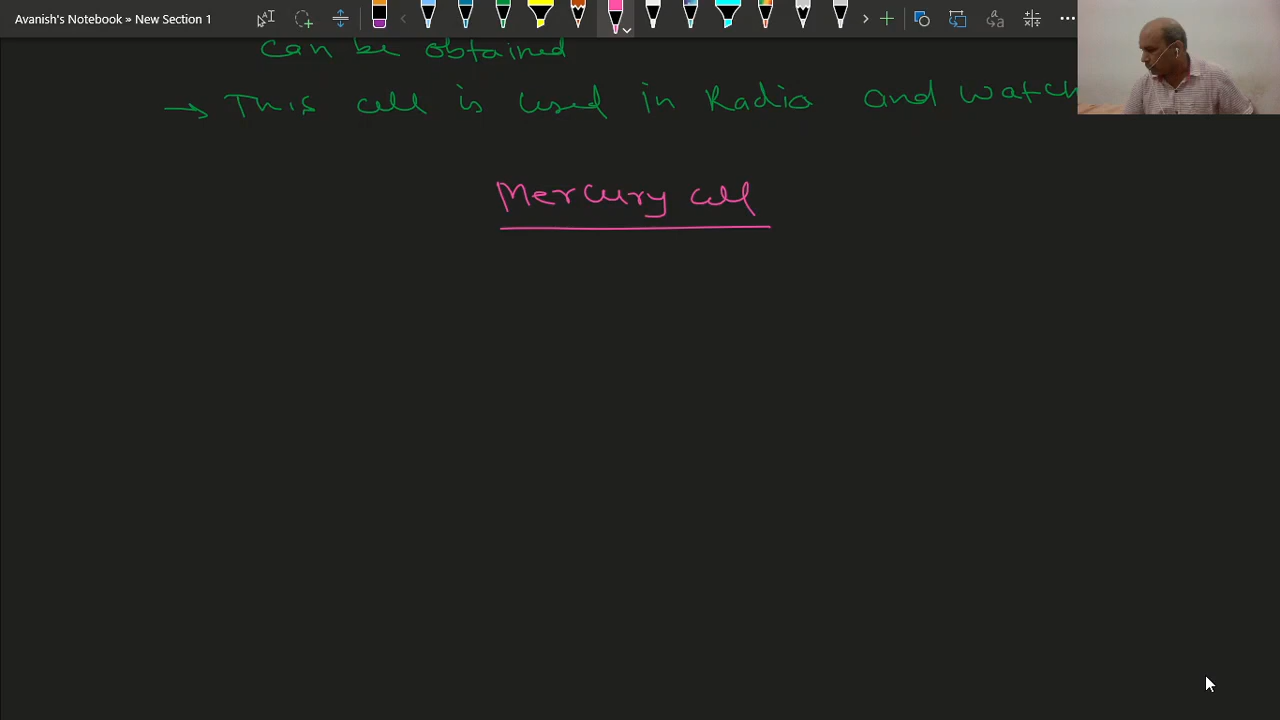 Avanish's Notebook » New Section 1
can be obtained
→ This cell is used in Radio and watch
Mercury cell